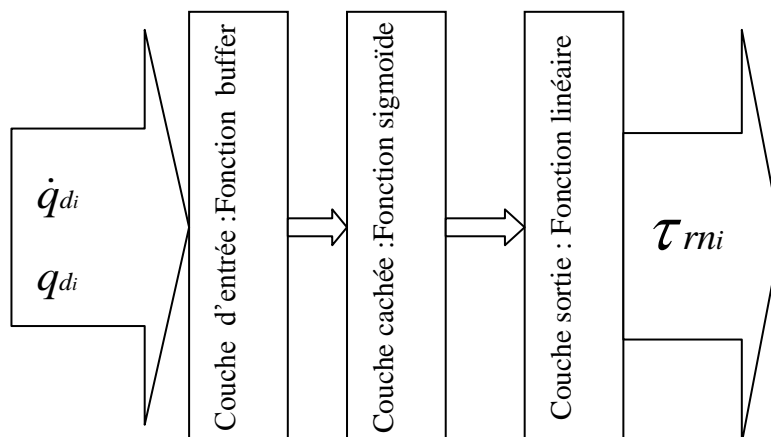 q̇di
qdi
Couche d'entrée :Fonction buffer
Couche cachée :Fonction sigmoïde
Couche sortie : Fonction linéaire
τrni